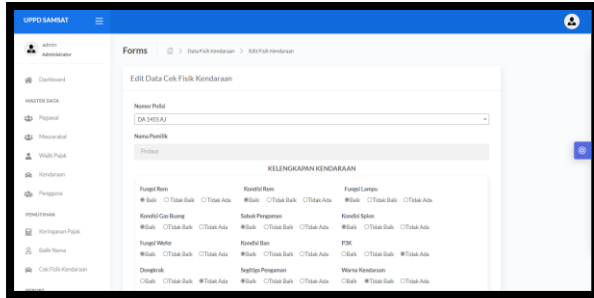 UPPD SAMSAT
admin
Administrator
Forms
Data Fisik Kendaraan > Edit Fisik Kendaraan
Dashboard
MASTER DATA
Pegawai
Masyarakat
Wajib Pajak
Kendaraan
Pengguna
PEMUTIHAN
Keringanan Pajak
Balik Nama
Cek Fisik Kendaraan
REPORT
Edit Data Cek Fisik Kendaraan
Nomor Polisi
DA 1455 AJ
Nama Pemilik
Firdaus
KELENGKAPAN KENDARAAN
Fungsi Rem Kondisi Rem Fungsi Lampu
Baik Tidak Baik Tidak Ada Baik Tidak Baik Tidak Ada Baik Tidak Baik Tidak Ada
Kondisi Gas Buang Sabuk Pengaman Kondisi Spion
Baik Tidak Baik Tidak Ada Baik Tidak Baik Tidak Ada Baik Tidak Baik Tidak Ada
Fungsi Wefer Kondisi Ban P3K
Baik Tidak Baik Tidak Ada Baik Tidak Baik Tidak Ada Baik Tidak Baik Tidak Ada
Dongkrak Segitiga Pengaman Warna Kendaraan
Baik Tidak Baik Tidak Ada Baik Tidak Baik Tidak Ada Baik Tidak Baik Tidak Ada